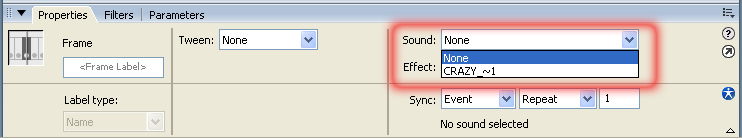 Properties Filters Parameters
Frame
<Frame Label>
Label type:
Name
Tween: None
Sound: None
None
CRAZY_~1
Effect:
Sync: Event Repeat 1
No sound selected